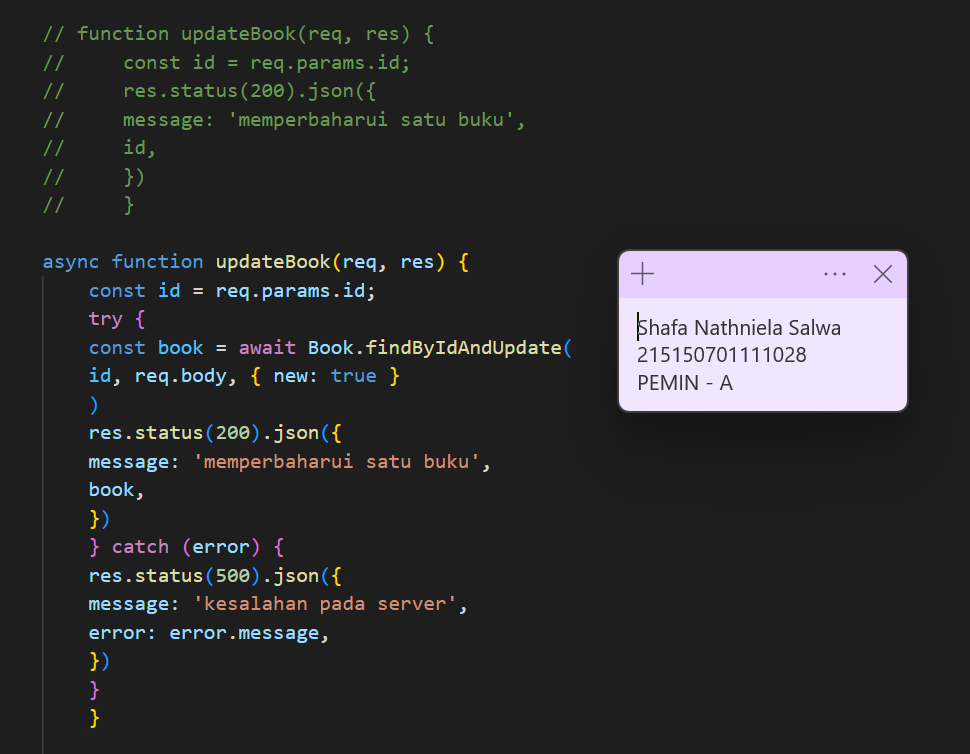 // function updateBook(req, res) {
//     const id = req.params.id;
//     res.status(200).json({
//     message: 'memperbaharui satu buku',
//     id,
//     })
//     }
async function updateBook(req, res) {
    const id = req.params.id;
    try {
    const book = await Book.findByIdAndUpdate(
    id, req.body, { new: true }
    )
    res.status(200).json({
    message: 'memperbaharui satu buku',
    book,
    })
    } catch (error) {
    res.status(500).json({
    message: 'kesalahan pada server',
    error: error.message,
    })
    }
    }
Shafa Nathniela Salwa
215150701111028
PEMIN - A